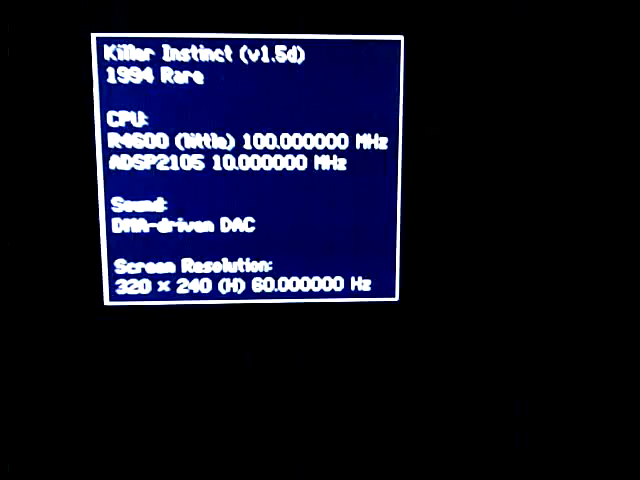 Killer Instinct (v1.5d)
1994 Rare
CPU:
R4600 (little) 100.000000 MHz
ADSP2105 10.000000 MHz
Sound:
DMA-driven DAC
Screen Resolution:
320 × 240 (H) 60.000000 Hz